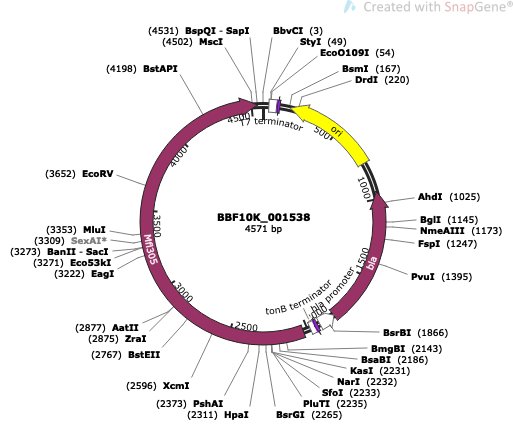 Created with SnapGene®
(4531) BspQI - SapI
(4502) MscI
(4198) BstAPI
(3652) EcoRV
(3353) MluI
(3309) SexAI*
(3273) BanII - SacI
(3271) Eco53kI
(3222) EagI
(2877) AatII
(2875) ZraI
(2767) BstEII
(2596) XcmI
(2373) PshAI
(2311) HpaI
BbvCI (3)
StyI (49)
EcoO109I (54)
BsmI (167)
DrdI (220)
AhdI (1025)
BglI (1145)
NmeAIII (1173)
FspI (1247)
PvuI (1395)
BsrBI (1866)
BmgBI (2143)
BsaBI (2186)
KasI (2231)
NarI (2232)
SfoI (2233)
PluTI (2235)
BsrGI (2265)
T7 terminator
ori
bla
bla promoter
tonB terminator
Mfl305
500
1000
1500
2500
3000
3500
4000
4500
BBF10K_001538
4571 bp